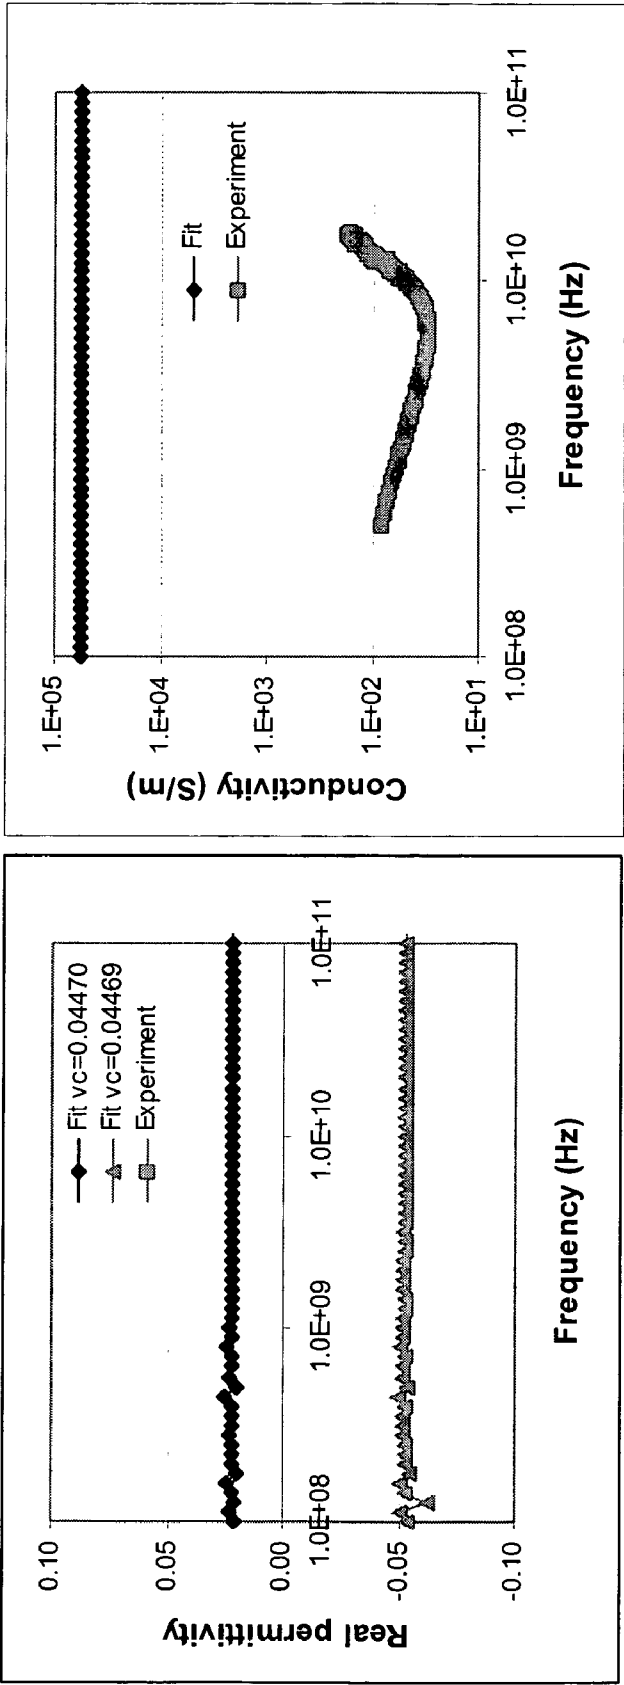 0.10
0.05
0.00
-0.05
-0.10
Real permittivity
1.0E+08
1.0E+09
1.0E+10
1.0E+11
Frequency (Hz)
Fit vc=0.04470
Fit vc=0.04469
Experiment
1.E+05
1.E+04
1.E+03
1.E+02
1.E+01
Conductivity (S/m)
1.0E+08
1.0E+09
1.0E+10
1.0E+11
Frequency (Hz)
Fit
Experiment